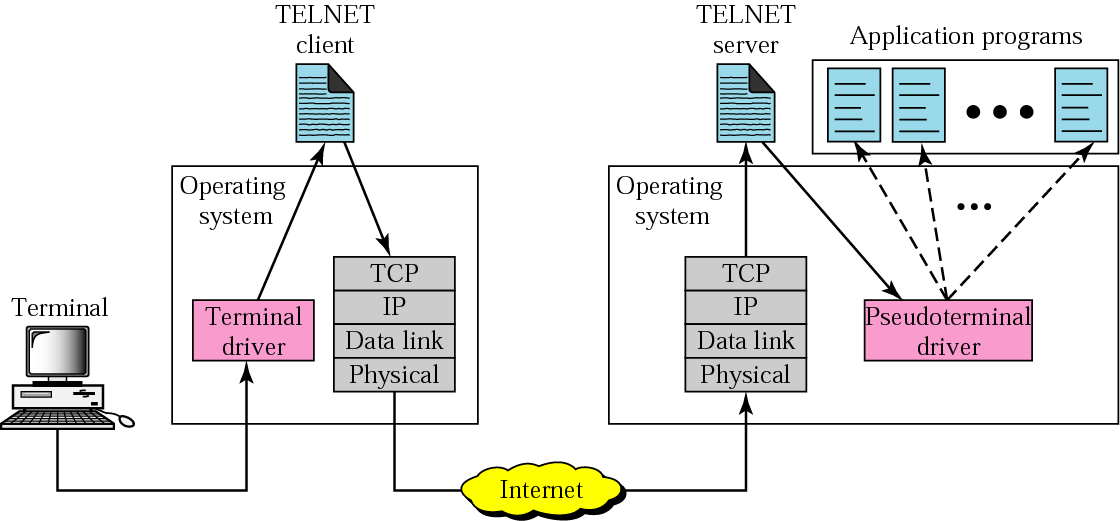 TELNET
client
TELNET
server
Application programs
Operating
system
Operating
system
TCP
IP
Data link
Physical
TCP
IP
Data link
Physical
Terminal
Terminal
driver
Pseudoterminal
driver
Internet